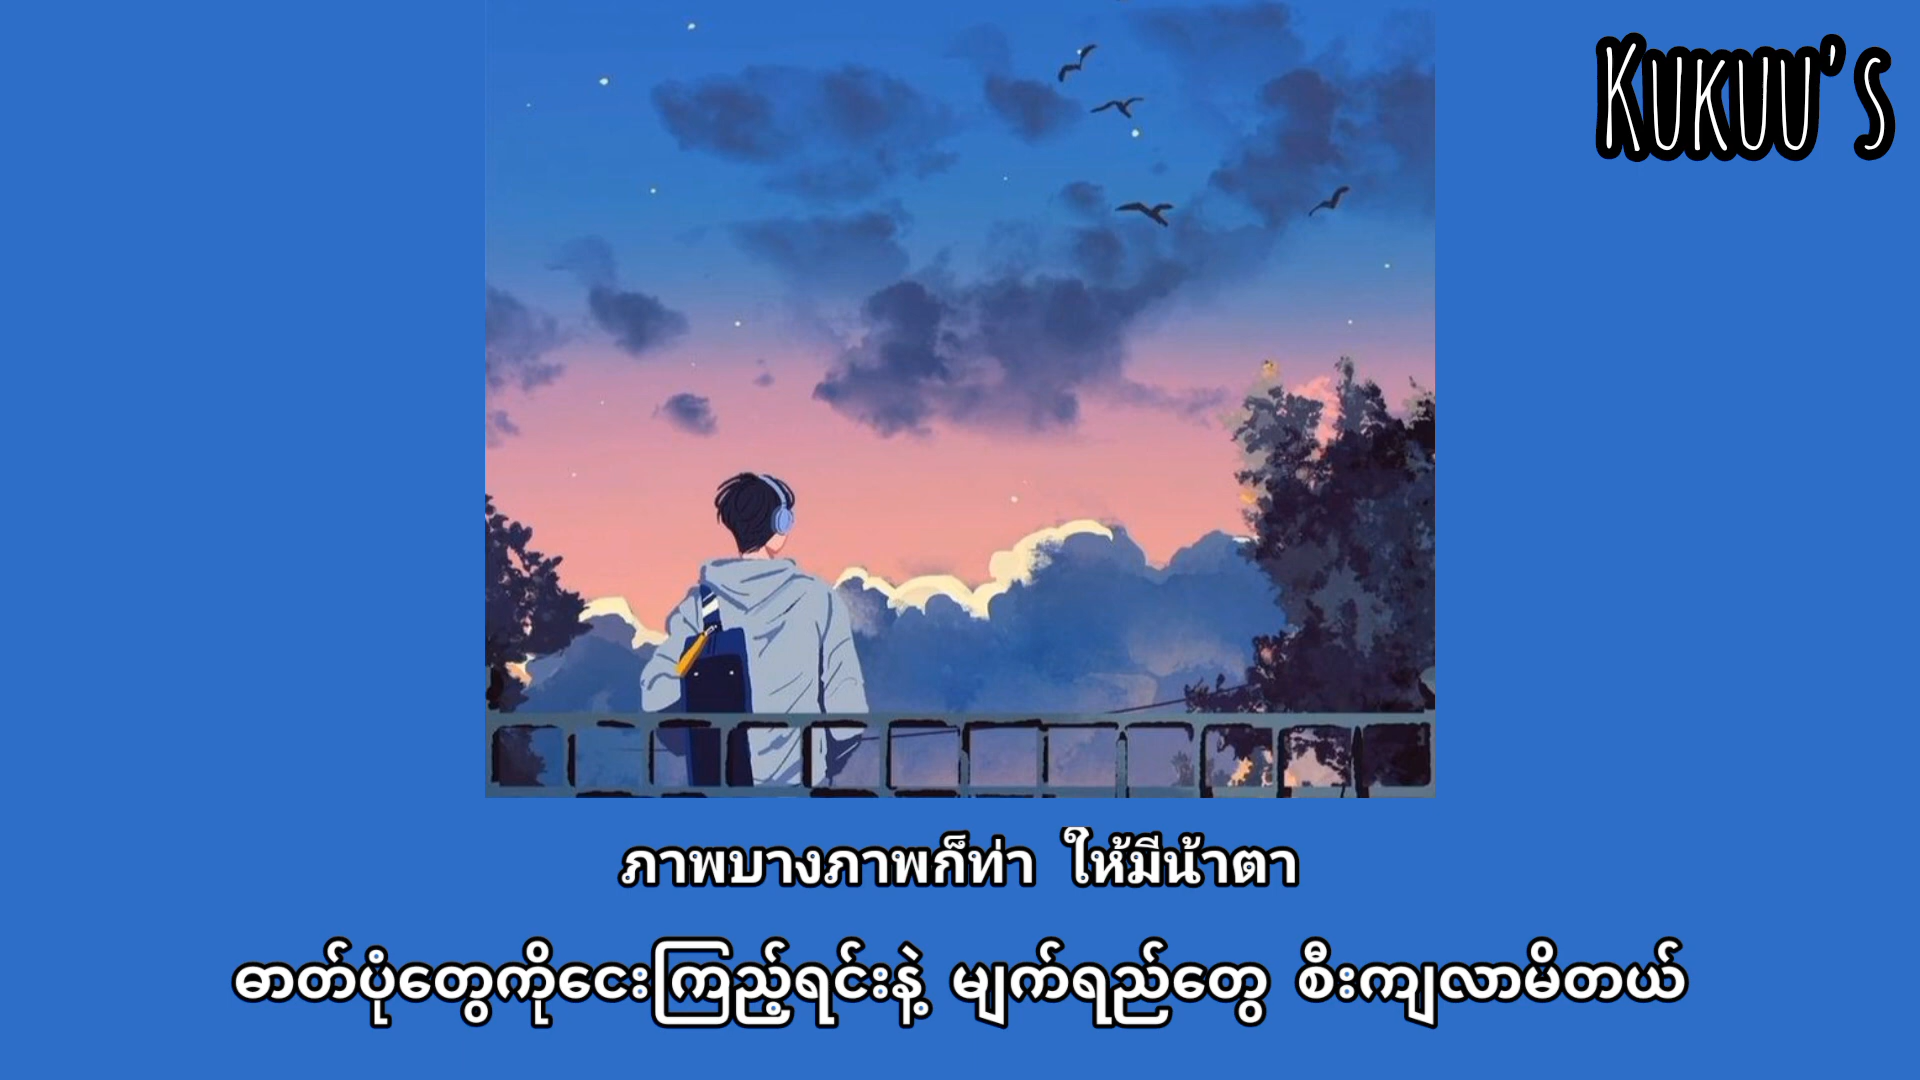 KUKUU'S
ภาพบางภาพก็ท่า ให้มีน้าตา
ဓာတ်ပုံတွေကိုငေးကြည့်ရင်းနဲ့ မျက်ရည်တွေ စီးကျလာမိတယ်